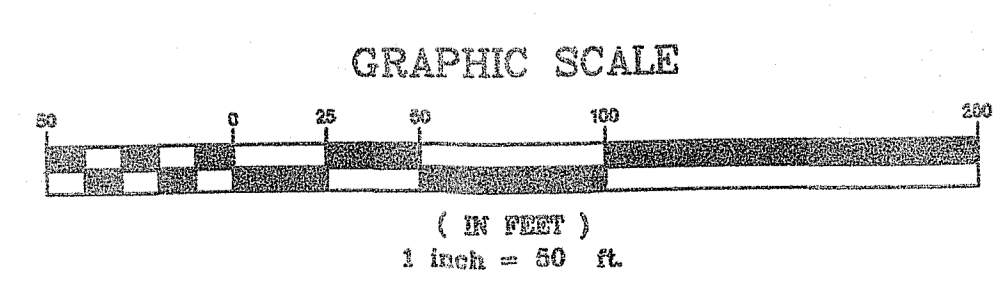 GRAPHIC SCALE
50 0 25 50 100 200
( IN FEET )
1 inch = 50 ft.